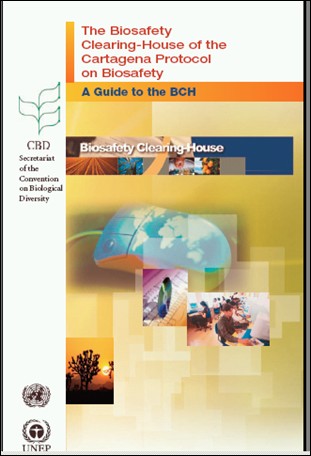 The Biosafety
Clearing-House of the
Cartagena Protocol
on Biosafety
A Guide to the BCH
CBD
Secretariat
of the
Convention
on Biological
Diversity
Biosafety Clearing-House
UNEP